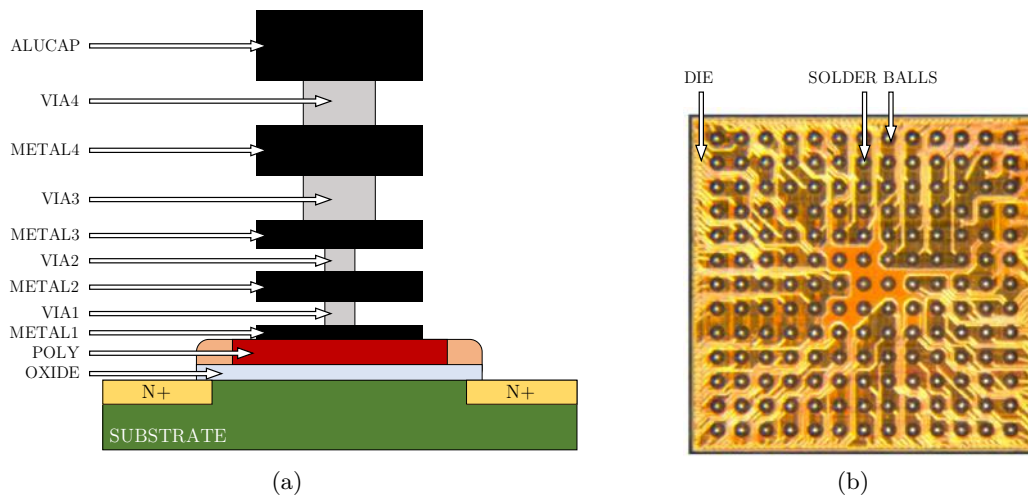 ALUCAP
VIA4
METAL4
VIA3
METAL3
VIA2
METAL2
VIA1
METAL1
POLY
OXIDE
N+ N+
SUBSTRATE
(a)
DIE SOLDER BALLS
(b)